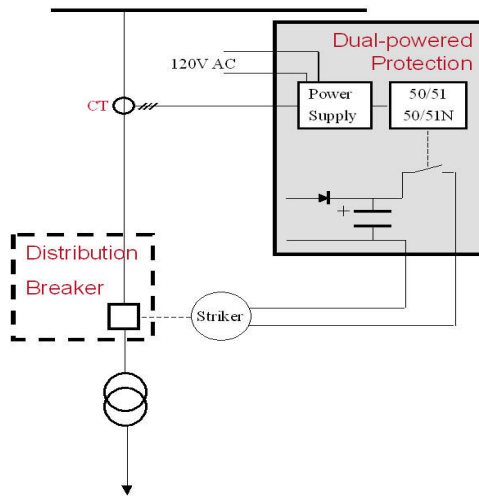 Dual-powered
Protection
120V AC
CT
Power
Supply
50/51
50/51N
+
Distribution
Breaker
Striker